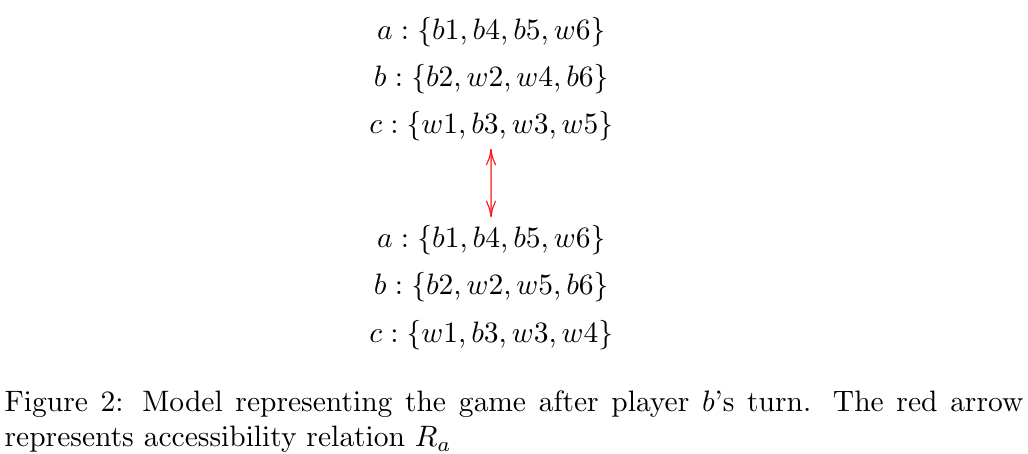 a : {b1, b4, b5, w6}
b : {b2, w2, w4, b6}
c : {w1, b3, w3, w5}
a : {b1, b4, b5, w6}
b : {b2, w2, w5, b6}
c : {w1, b3, w3, w4}
Figure 2: Model representing the game after player b's turn. The red arrow
represents accessibility relation Rₐ